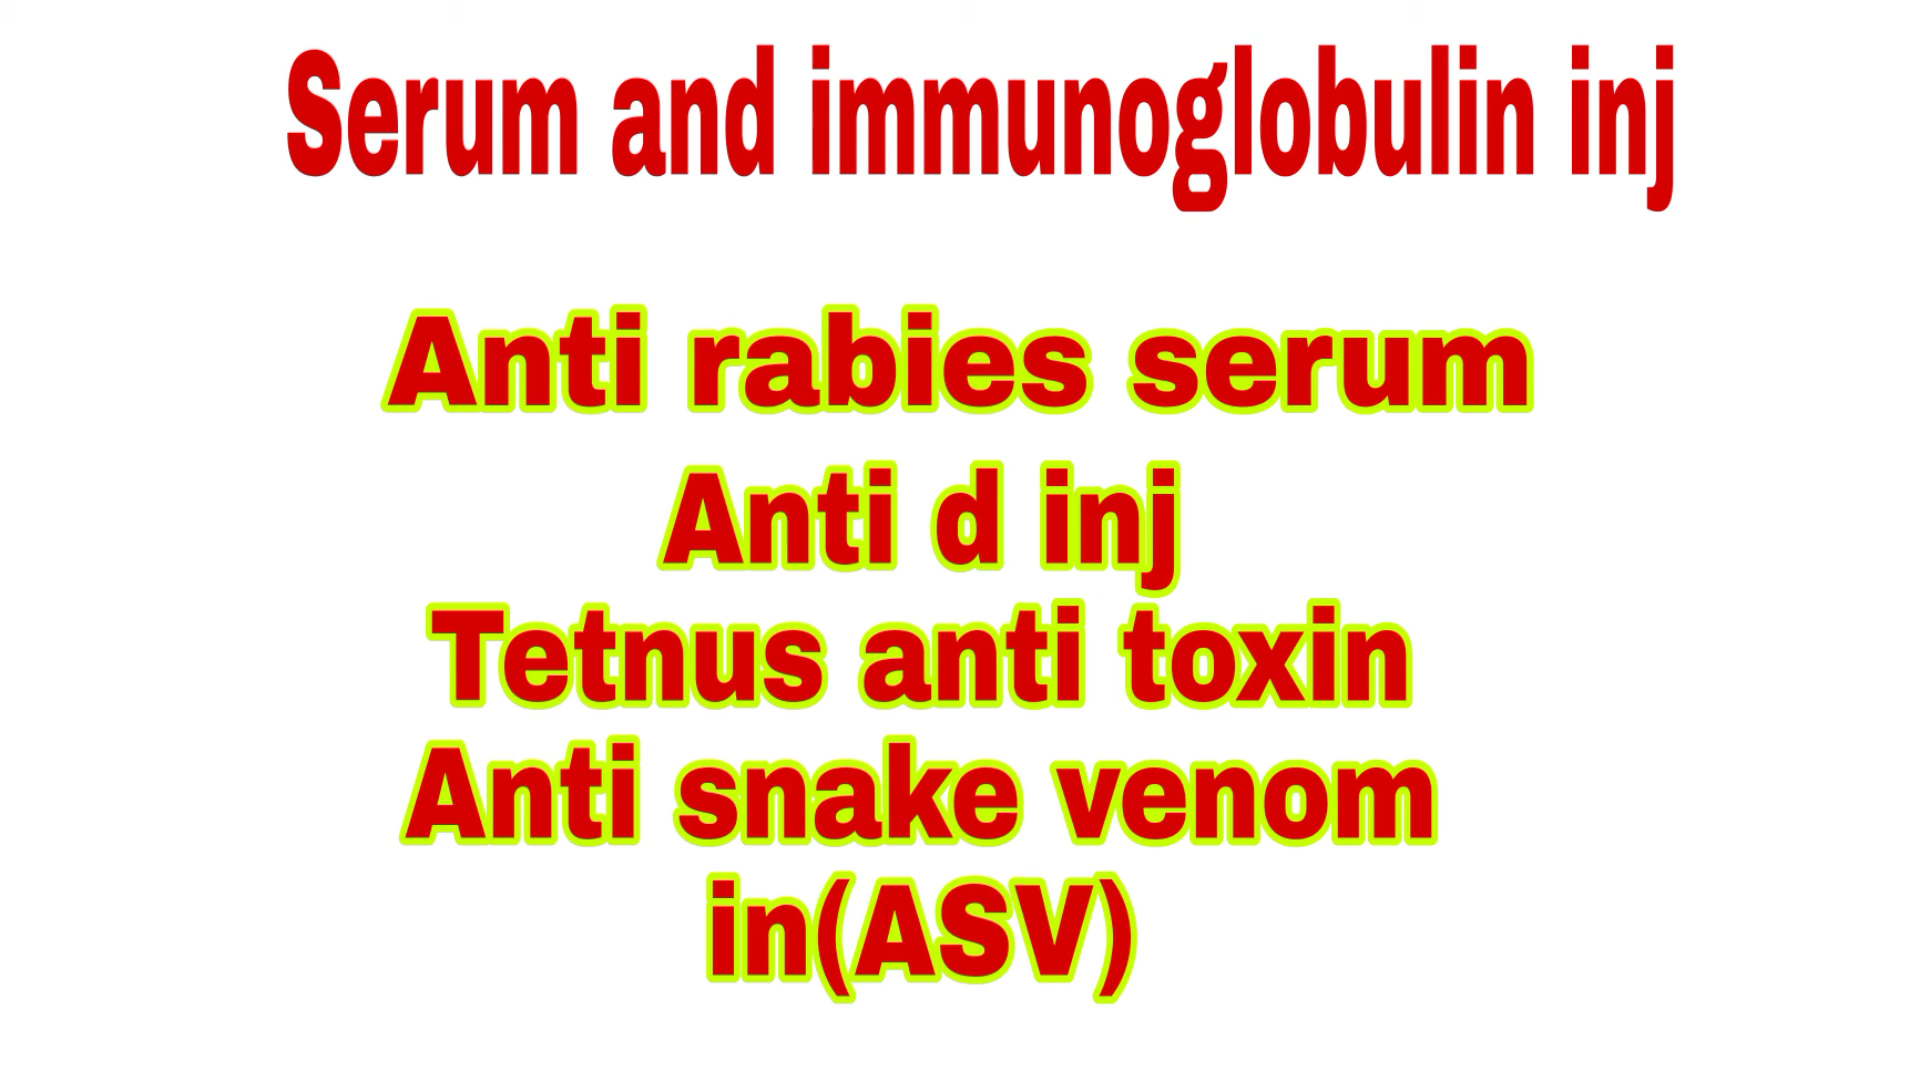 Serum and immunoglobulin inj
Anti rabies serum
Anti d inj
Tetnus anti toxin
Anti snake venom
in(ASV)